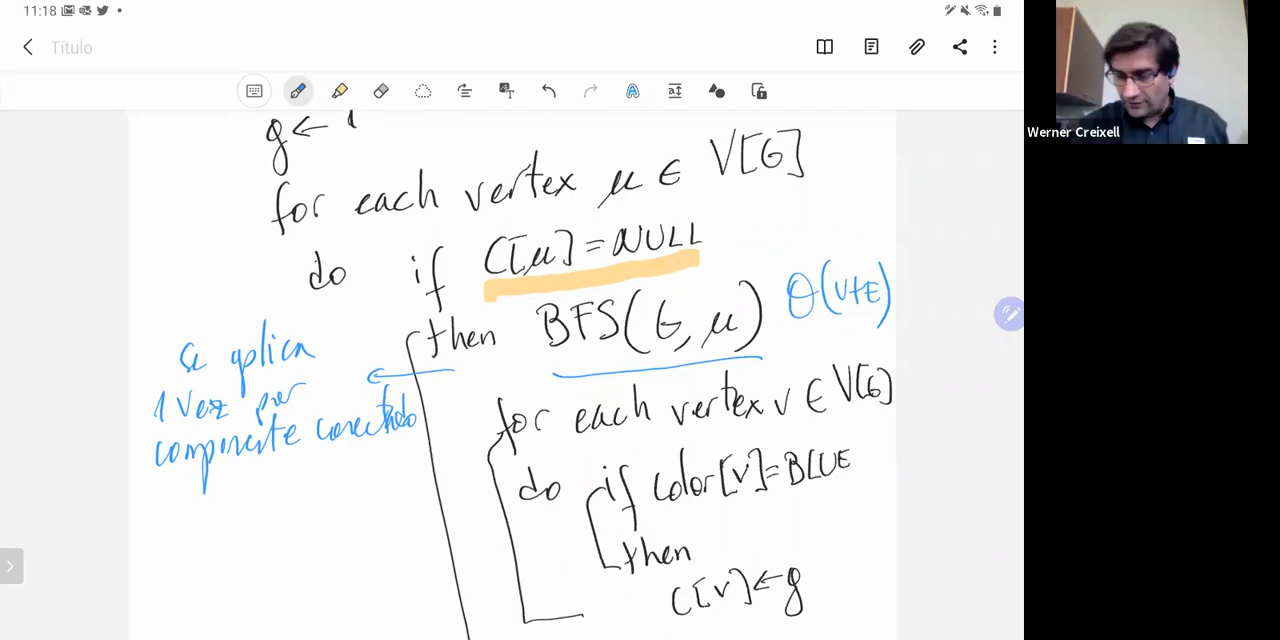 11:18
Título
Werner Creixell
g ← 1
for each vertex μ ∈ V[G]
do if C[μ] = NULL
then BFS(G, μ) Θ(V+E)
se aplica
1 vez por
componente conectado
for each vertex v ∈ V[G]
do if color[v] = BLUE
then
C[v] ← g